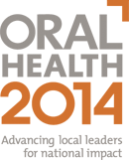 ORAL
HEALTH
2014
Advancing local leaders
for national impact